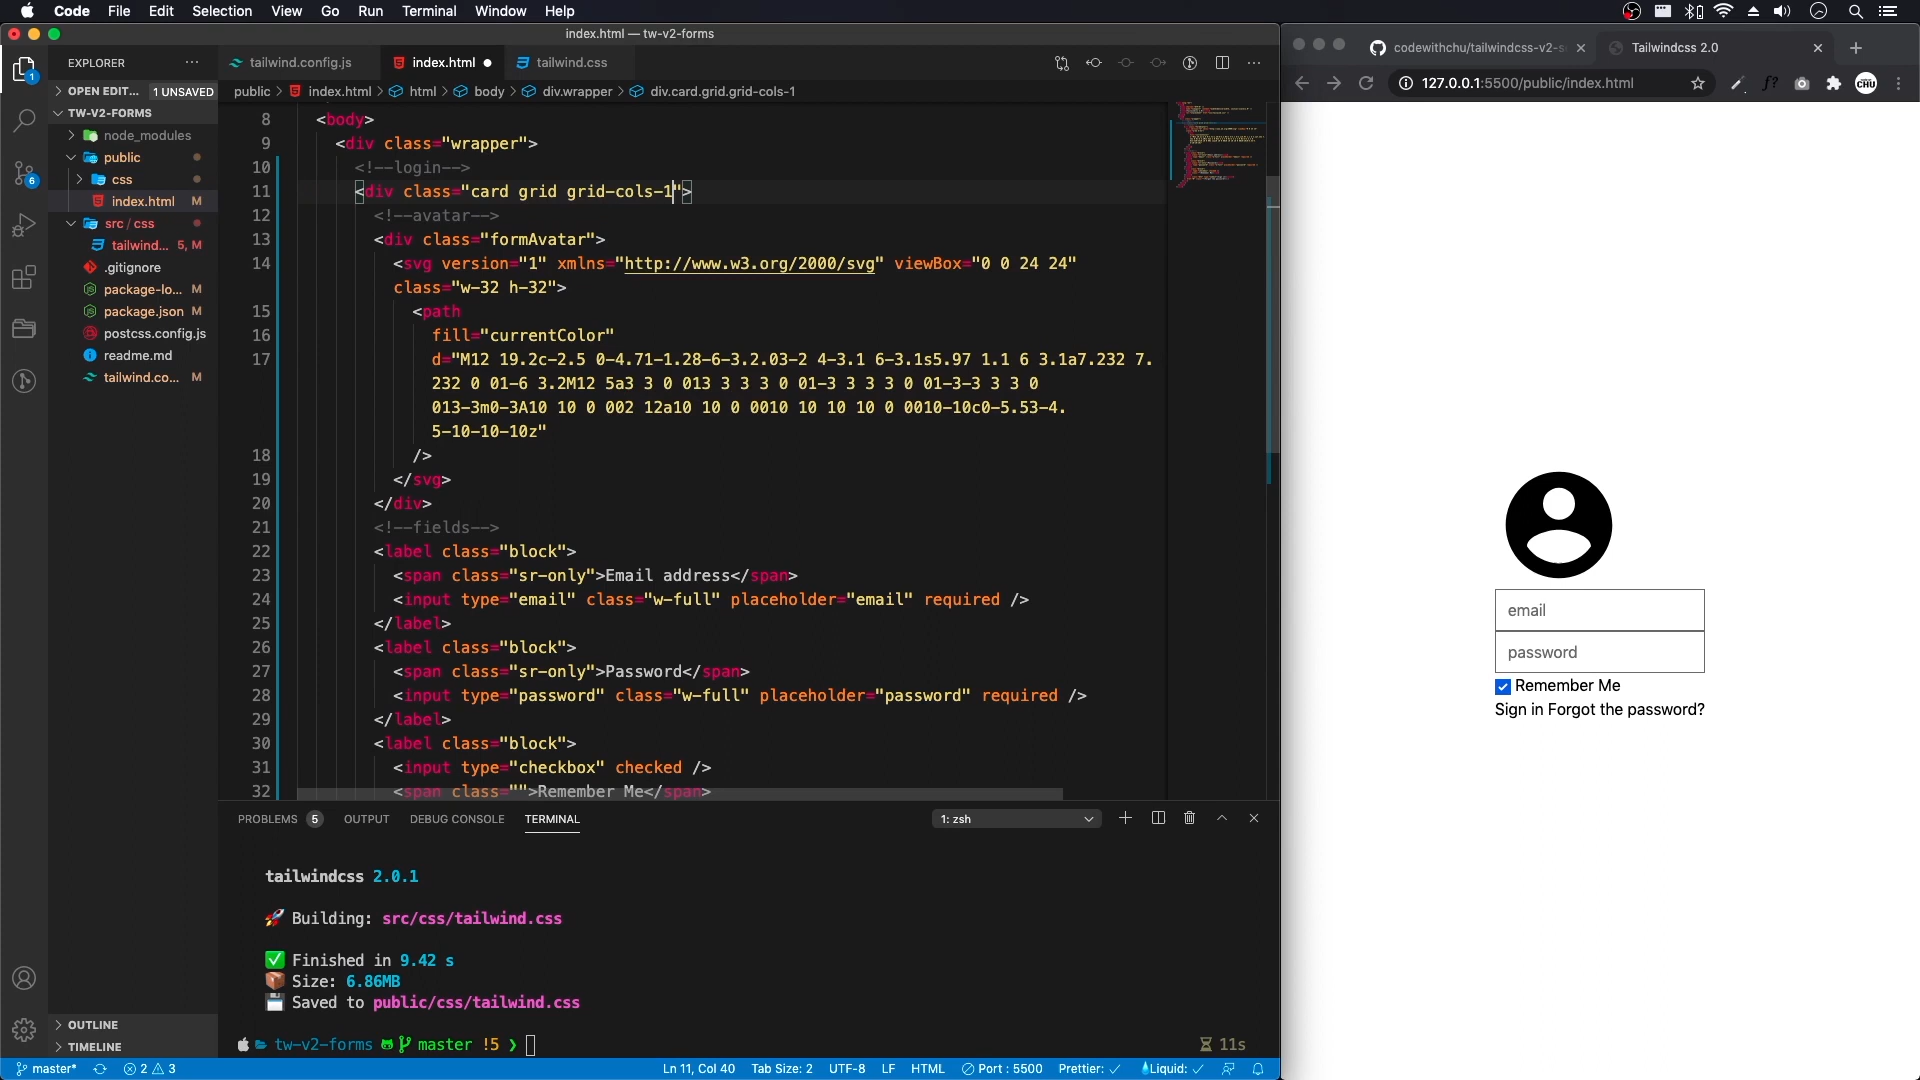 Code File Edit Selection View Go Run Terminal Window Help
index.html — tw-v2-forms
EXPLORER
tailwind.config.js
index.html
tailwind.css
codewithchu/tailwindcss-v2-s
Tailwindcss 2.0
127.0.0.1:5500/public/index.html
f?
CHU
OPEN EDIT... 1 UNSAVED
public > index.html > html > body > div.wrapper > div.card.grid.grid-cols-1
TW-V2-FORMS
node_modules
public
css
index.html M
src / css
tailwind... 5, M
.gitignore
package-lo... M
package.json M
postcss.config.js
readme.md
tailwind.co... M
OUTLINE
TIMELINE
1
6
8 <body>
9 <div class="wrapper">
10 <!--login-->
11 <div class="card grid grid-cols-1">
12 <!--avatar-->
13 <div class="formAvatar">
14 <svg version="1" xmlns="http://www.w3.org/2000/svg" viewBox="0 0 24 24"
class="w-32 h-32">
15 <path
16 fill="currentColor"
17 d="M12 19.2c-2.5 0-4.71-1.28-6-3.2.03-2 4-3.1 6-3.1s5.97 1.1 6 3.1a7.232 7.
232 0 01-6 3.2M12 5a3 3 0 013 3 3 3 0 01-3 3 3 3 0 01-3-3 3 3 0
013-3m0-3A10 10 0 002 12a10 10 0 0010 10 10 10 0 0010-10c0-5.53-4.
5-10-10-10z"
18 />
19 </svg>
20 </div>
21 <!--fields-->
22 <label class="block">
23 <span class="sr-only">Email address</span>
24 <input type="email" class="w-full" placeholder="email" required />
25 </label>
26 <label class="block">
27 <span class="sr-only">Password</span>
28 <input type="password" class="w-full" placeholder="password" required />
29 </label>
30 <label class="block">
31 <input type="checkbox" checked />
32 <span class="">Remember Me</span>
email
password
Remember Me
Sign in Forgot the password?
PROBLEMS 5 OUTPUT DEBUG CONSOLE TERMINAL
1: zsh
tailwindcss 2.0.1
Building: src/css/tailwind.css
Finished in 9.42 s
Size: 6.86MB
Saved to public/css/tailwind.css
tw-v2-forms master !5 ❯
11s
master* 2 3 Ln 11, Col 40 Tab Size: 2 UTF-8 LF HTML Port : 5500 Prettier: ✓ Liquid: ✓